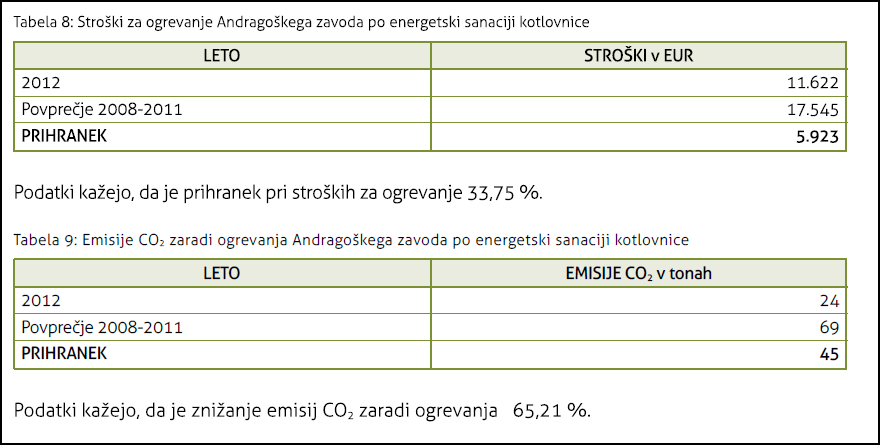 Tabela 8: Stroški za ogrevanje Andragoškega zavoda po energetski sanaciji kotlovnice
LETO STROŠKI v EUR
2012 11.622
Povprečje 2008-2011 17.545
PRIHRANEK 5.923
Podatki kažejo, da je prihranek pri stroških za ogrevanje 33,75 %.
Tabela 9: Emisije CO₂ zaradi ogrevanja Andragoškega zavoda po energetski sanaciji kotlovnice
LETO EMISIJE CO₂ v tonah
2012 24
Povprečje 2008-2011 69
PRIHRANEK 45
Podatki kažejo, da je znižanje emisij CO₂ zaradi ogrevanja 65,21 %.